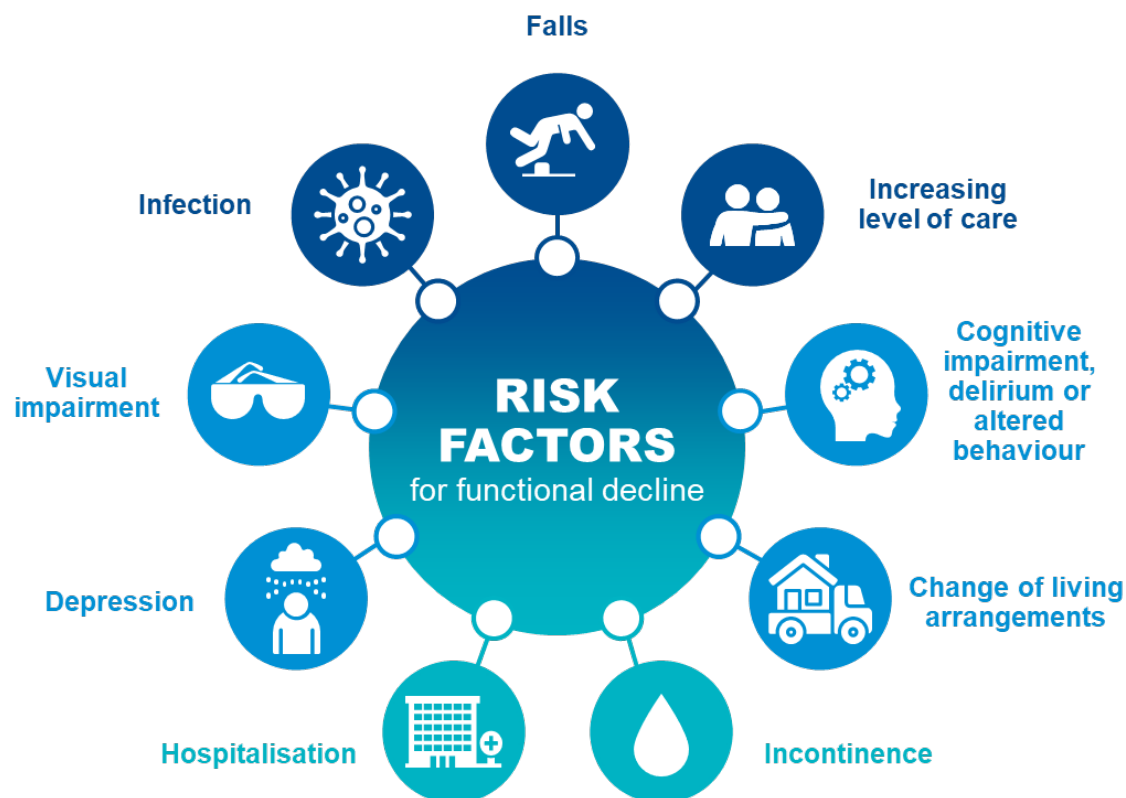 Falls
Increasing
level of care
Cognitive
impairment,
delirium or
altered
behaviour
Change of living
arrangements
Incontinence
Hospitalisation
Depression
Visual
impairment
Infection
RISK
FACTORS
for functional decline